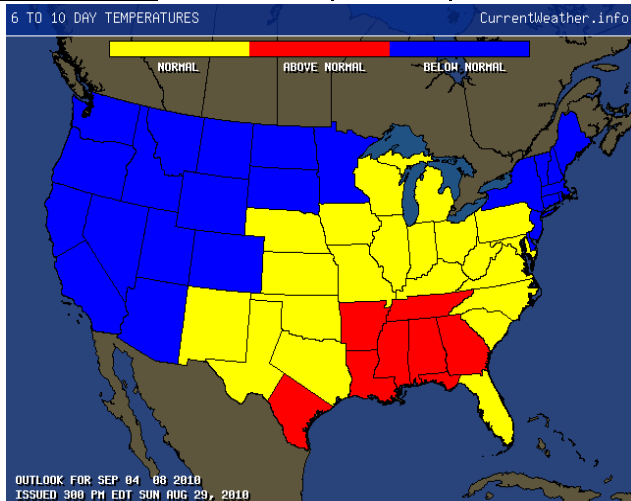 6 TO 10 DAY TEMPERATURES CurrentWeather.info
NORMAL ABOVE NORMAL BELOW NORMAL
OUTLOOK FOR SEP 04 08 2010
ISSUED 300 PM EDT SUN AUG 29, 2010